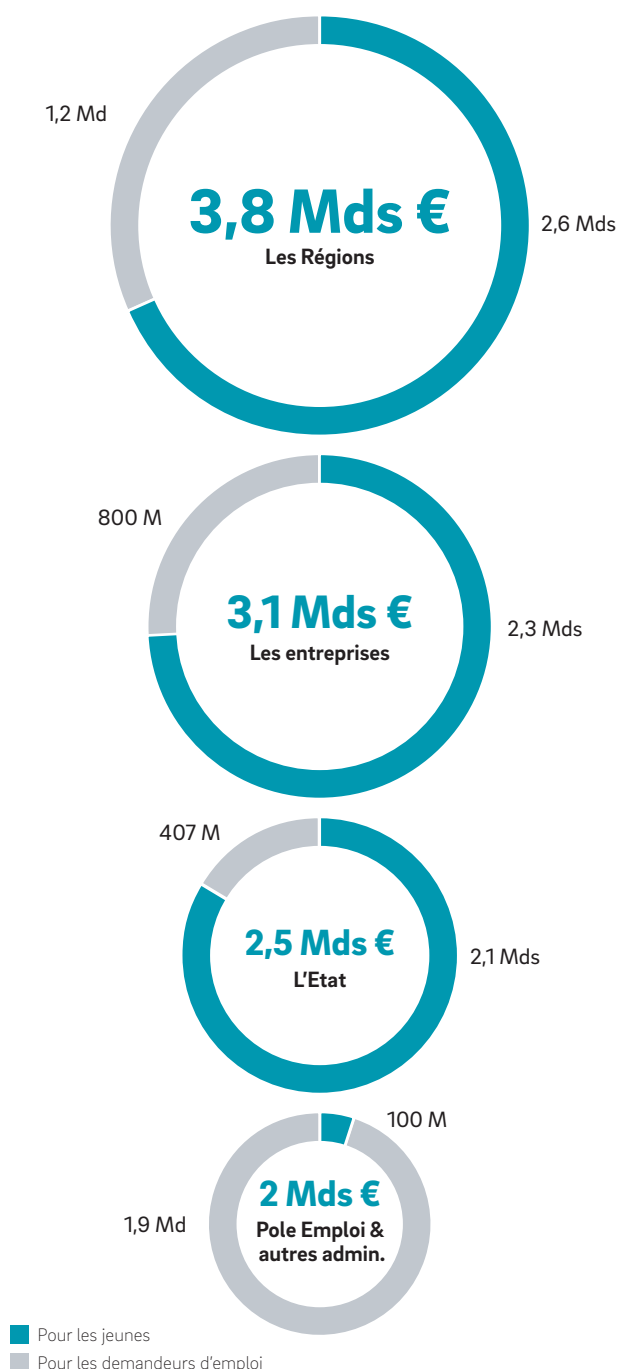 1,2 Md
3,8 Mds €
Les Régions
2,6 Mds
800 M
3,1 Mds €
Les entreprises
2,3 Mds
407 M
2,5 Mds €
L'Etat
2,1 Mds
100 M
2 Mds €
Pole Emploi &
autres admin.
1,9 Md
Pour les jeunes
Pour les demandeurs d'emploi